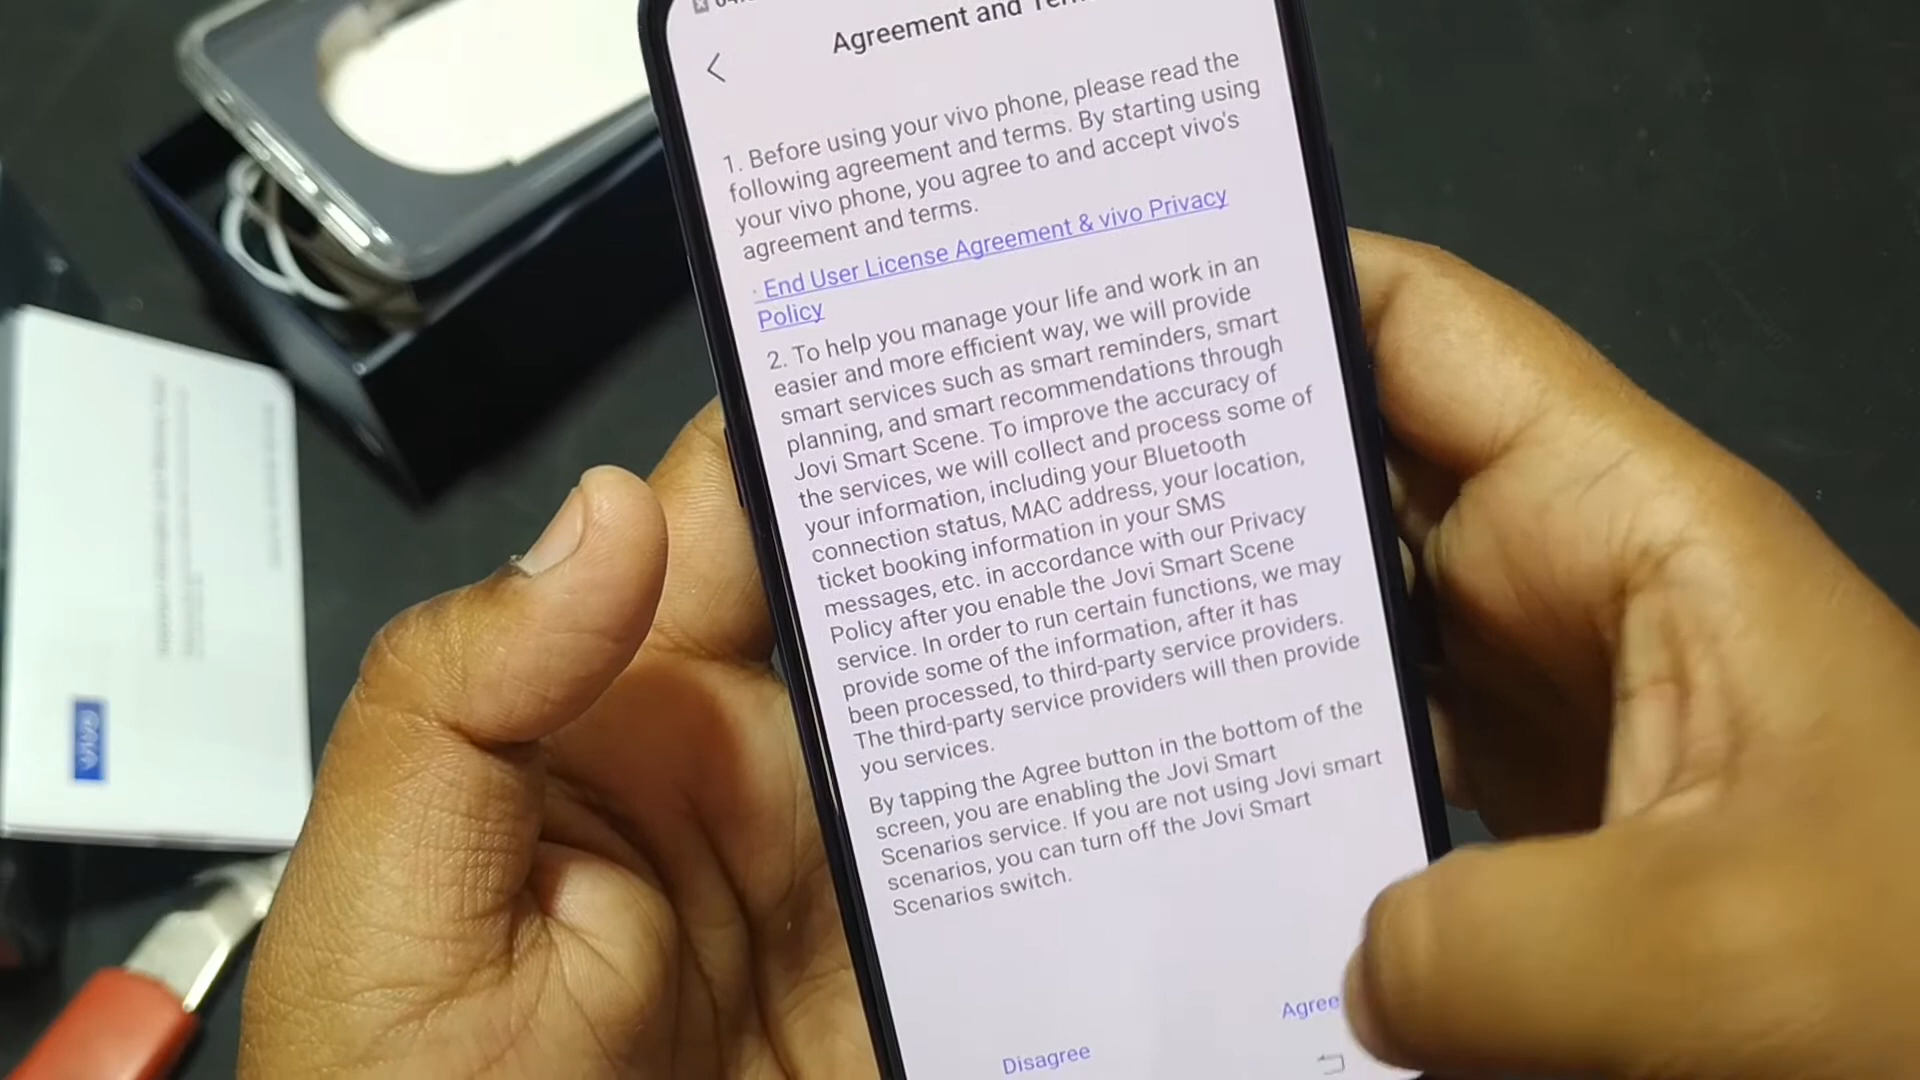 Agreement and
1. Before using your vivo phone, please read the
following agreement and terms. By starting using
your vivo phone, you agree to and accept vivo's
agreement and terms.
· End User License Agreement & vivo Privacy
Policy
2. To help you manage your life and work in an
easier and more efficient way, we will provide
smart services such as smart reminders, smart
planning, and smart recommendations through
Jovi Smart Scene. To improve the accuracy of
the services, we will collect and process some of
your information, including your Bluetooth
connection status, MAC address, your location,
ticket booking information in your SMS
messages, etc. in accordance with our Privacy
Policy after you enable the Jovi Smart Scene
service. In order to run certain functions, we may
provide some of the information, after it has
been processed, to third-party service providers.
The third-party service providers will then provide
you services.
By tapping the Agree button in the bottom of the
screen, you are enabling the Jovi Smart
Scenarios service. If you are not using Jovi smart
scenarios, you can turn off the Jovi Smart
Scenarios switch.
Agree
Disagree
vivo